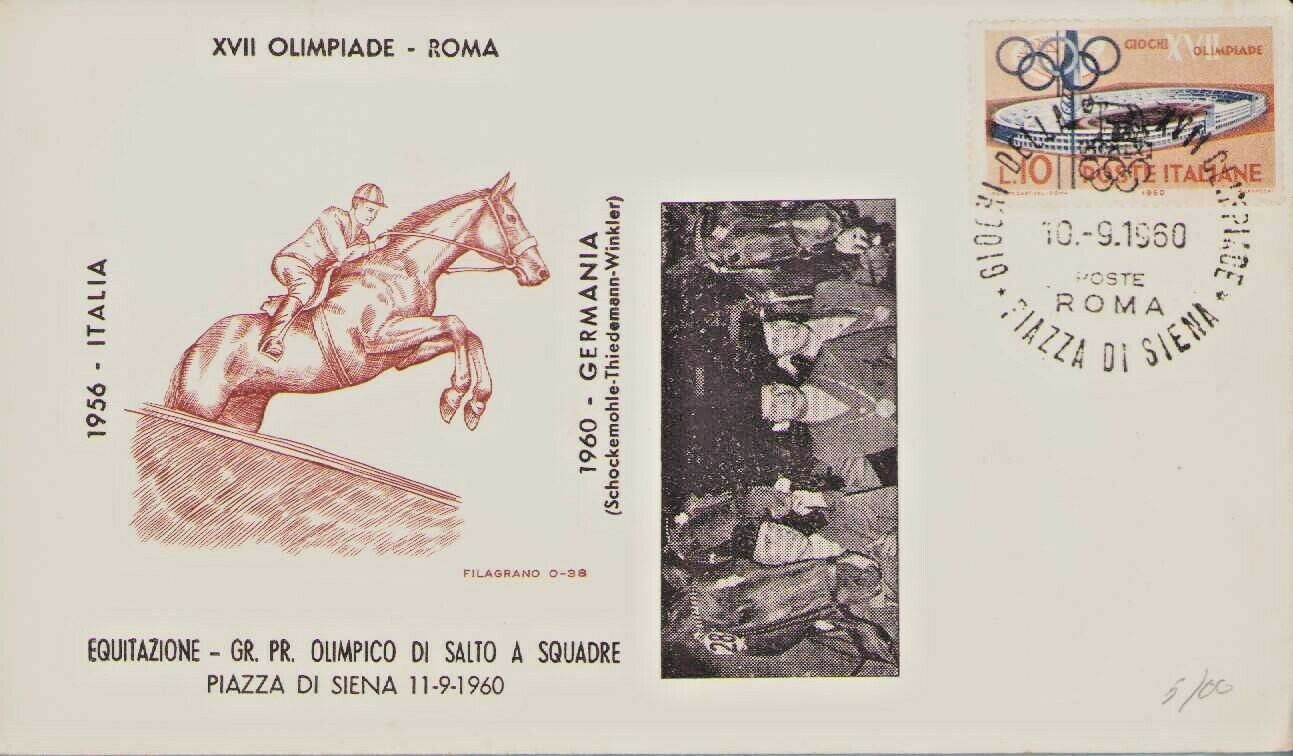 XVII OLIMPIADE - ROMA
GIOCHI XVII OLIMPIADE
L.10 POSTE ITALIANE
1960
GIOCHI DELLA XVII OLIMPIADE
10.-9.1960
POSTE
ROMA
* PIAZZA DI SIENA *
1956 - ITALIA
1960 - GERMANIA
(Schockemohle-Thiedemann-Winkler)
28
FILAGRANO O-38
EQUITAZIONE - GR. PR. OLIMPICO DI SALTO A SQUADRE
PIAZZA DI SIENA 11-9-1960
5/00